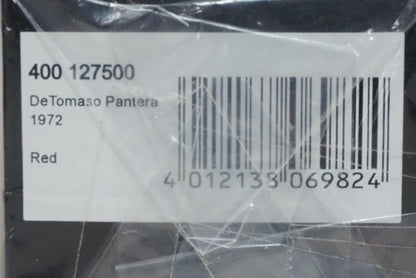 400 127500
DeTomaso Pantera
1972
Red
4 012138 069824